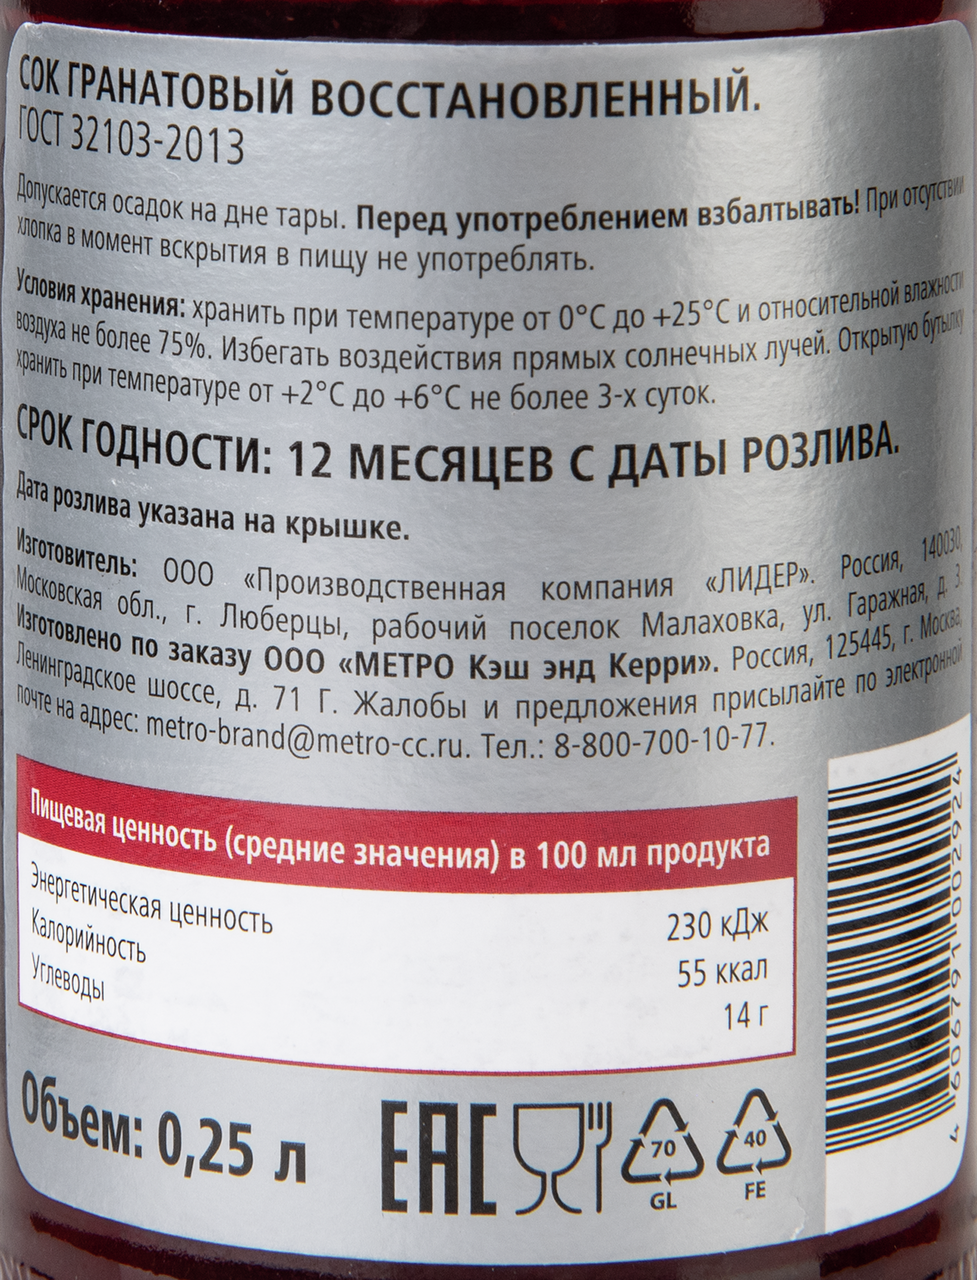 СОК ГРАНАТОВЫЙ ВОССТАНОВЛЕННЫЙ.
ГОСТ 32103-2013
Допускается осадок на дне тары. Перед употреблением взбалтывать! При отсутствии
хлопка в момент вскрытия в пищу не употреблять.
Условия хранения: хранить при температуре от 0°С до +25°С и относительной влажности
воздуха не более 75%. Избегать воздействия прямых солнечных лучей. Открытую бутылку
хранить при температуре от +2°С до +6°С не более 3-х суток.
СРОК ГОДНОСТИ: 12 МЕСЯЦЕВ С ДАТЫ РОЗЛИВА.
Дата розлива указана на крышке.
Изготовитель: ООО «Производственная компания «ЛИДЕР». Россия, 140030,
Московская обл., г. Люберцы, рабочий поселок Малаховка, ул. Гаражная, д. 3.
Изготовлено по заказу ООО «МЕТРО Кэш энд Керри». Россия, 125445, г. Москва,
Ленинградское шоссе, д. 71 Г. Жалобы и предложения присылайте по электронной
почте на адрес: metro-brand@metro-cc.ru. Тел.: 8-800-700-10-77.
Пищевая ценность (средние значения) в 100 мл продукта
Энергетическая ценность 230 кДж
Калорийность 55 ккал
Углеводы 14 г
Объем: 0,25 л
ЕАС
70
GL
40
FE
4 606791 002924